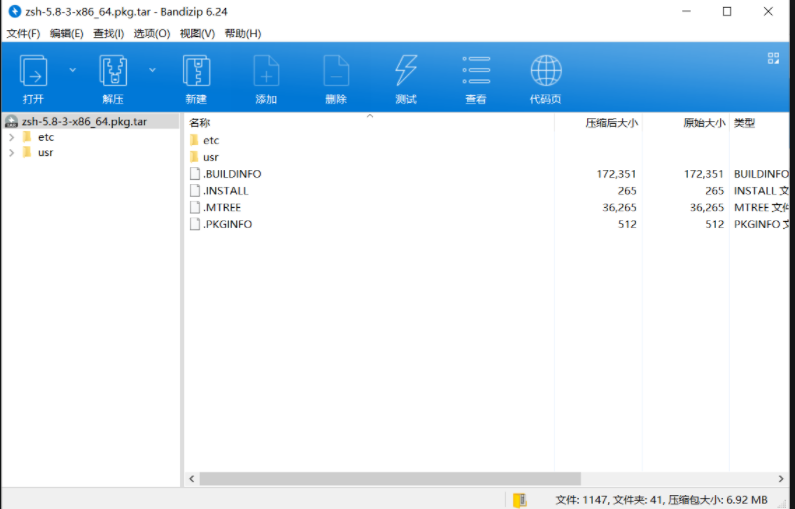 zsh-5.8-3-x86_64.pkg.tar - Bandizip 6.24
文件(F) 编辑(E) 查找(I) 选项(O) 视图(V) 帮助(H)
打开 解压 新建 添加 删除 测试 查看 代码页
zsh-5.8-3-x86_64.pkg.tar
etc
usr
名称 压缩后大小 原始大小 类型
etc
usr
.BUILDINFO 172,351 172,351 BUILDINFO
.INSTALL 265 265 INSTALL 文
.MTREE 36,265 36,265 MTREE 文件
.PKGINFO 512 512 PKGINFO 文
文件: 1147, 文件夹: 41, 压缩包大小: 6.92 MB